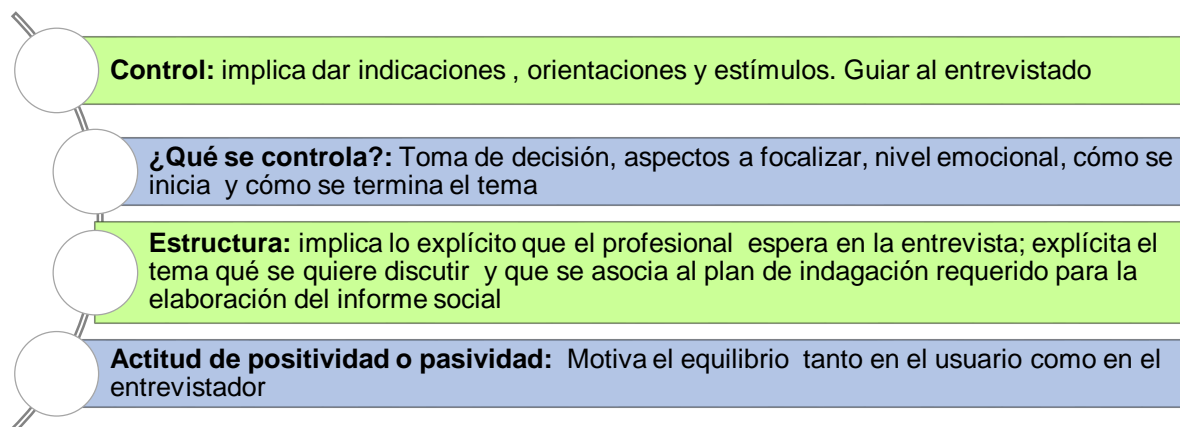 Control: implica dar indicaciones , orientaciones y estímulos. Guiar al entrevistado
¿Qué se controla?: Toma de decisión, aspectos a focalizar, nivel emocional, cómo se
inicia y cómo se termina el tema
Estructura: implica lo explícito que el profesional espera en la entrevista; explícita el
tema qué se quiere discutir y que se asocia al plan de indagación requerido para la
elaboración del informe social
Actitud de positividad o pasividad: Motiva el equilibrio tanto en el usuario como en el
entrevistador